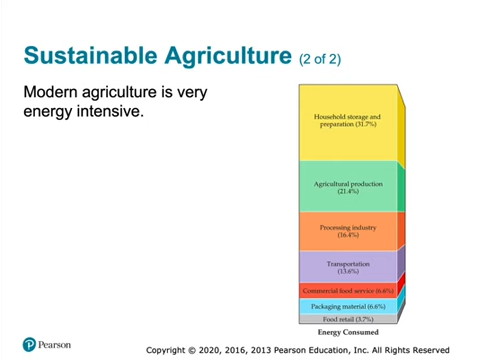 Sustainable Agriculture (2 of 2)
Modern agriculture is very
energy intensive.
Household storage and
preparation (31.7%)
Agricultural production
(21.4%)
Processing industry
(16.4%)
Transportation
(13.6%)
Commercial food service (6.6%)
Packaging material (6.6%)
Food retail (3.7%)
Energy Consumed
Pearson
Copyright © 2020, 2016, 2013 Pearson Education, Inc. All Rights Reserved